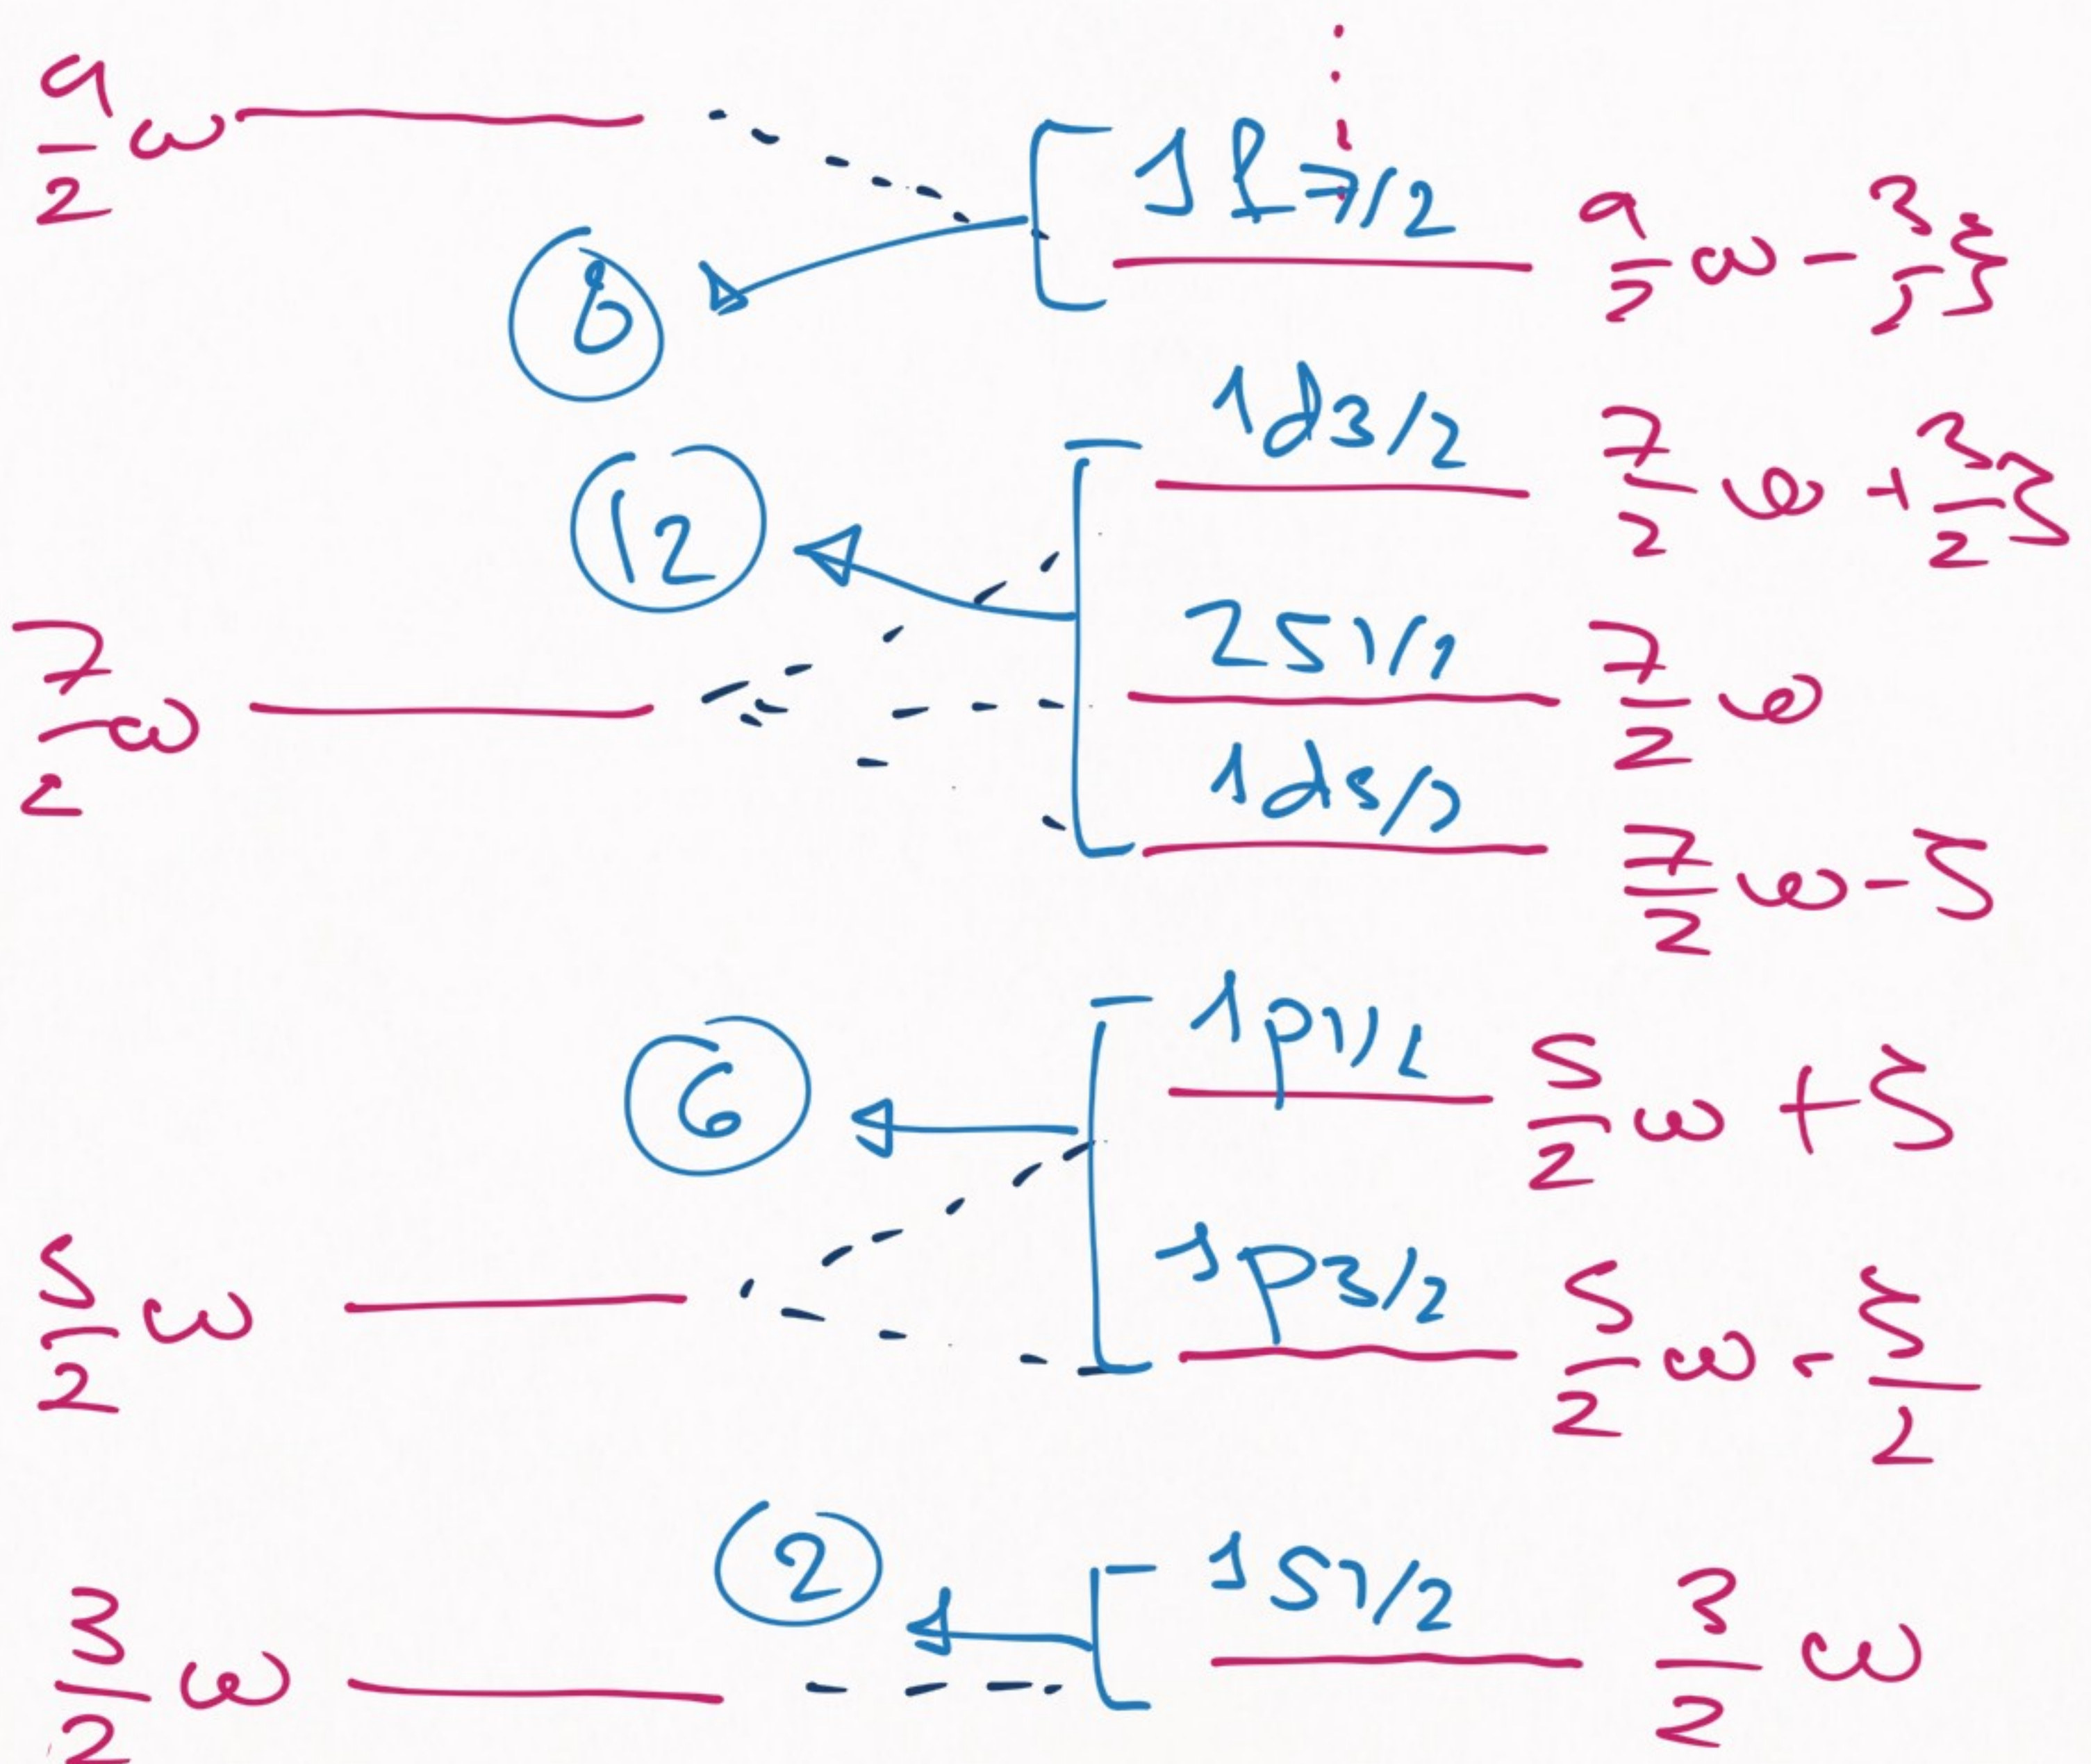 9/2 ω
1f7/2 9/2 ω - 3/2 ξ
8
1d3/2 7/2 ω + 3/2 ξ
12
2s1/2 7/2 ω
7/2 ω
1d5/2 7/2 ω - ξ
1p1/2 5/2 ω + ξ
6
5/2 ω
1p3/2 5/2 ω - ξ/2
2
1s1/2 3/2 ω
3/2 ω